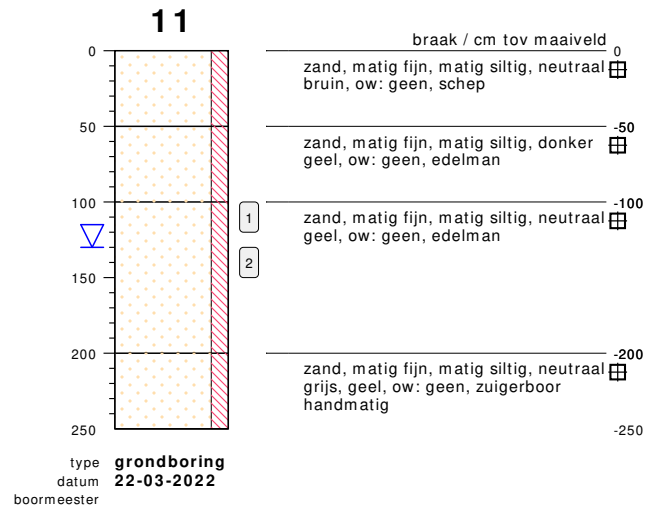 11
braak / cm tov maaiveld
0 0
zand, matig fijn, matig siltig, neutraal
bruin, ow: geen, schep
50 -50
zand, matig fijn, matig siltig, donker
geel, ow: geen, edelman
100 -100
1
zand, matig fijn, matig siltig, neutraal
geel, ow: geen, edelman
2
150
200 -200
zand, matig fijn, matig siltig, neutraal
grijs, geel, ow: geen, zuigerboor
handmatig
250 -250
type grondboring
datum 22-03-2022
boormeester